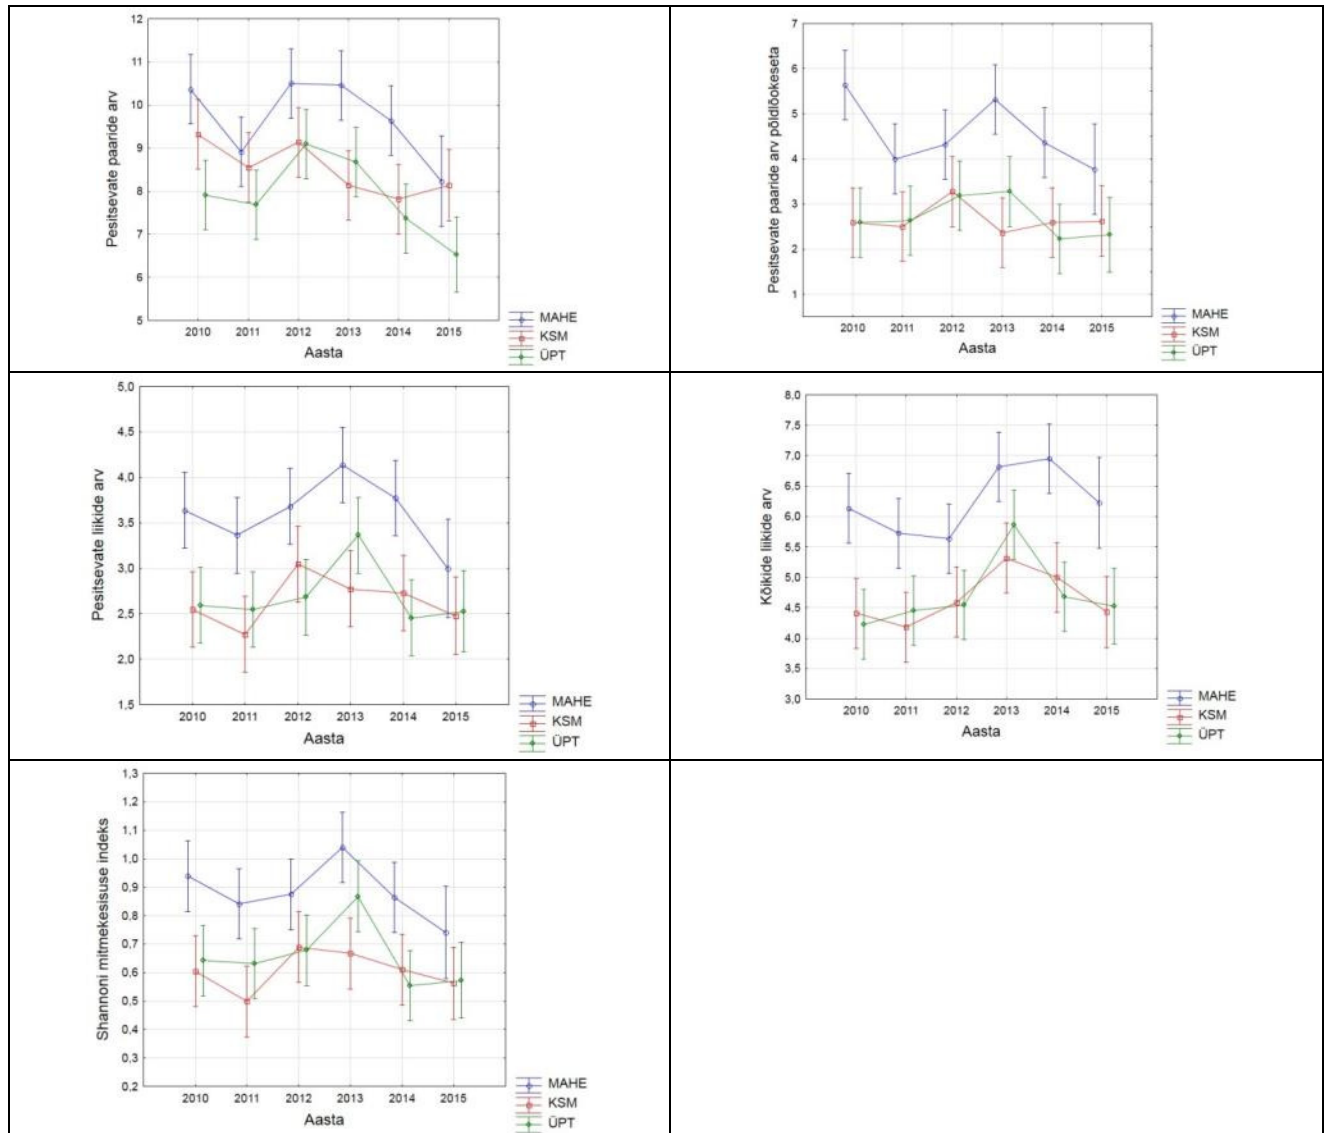 Pesitsevate paaride arv
12
11
10
9
8
7
6
5
2010 2011 2012 2013 2014 2015
Aasta
MAHE
KSM
ÜPT
Pesitsevate paaride arv põldlõokeseta
7
6
5
4
3
2
1
2010 2011 2012 2013 2014 2015
Aasta
MAHE
KSM
ÜPT
Pesitsevate liikide arv
5,0
4,5
4,0
3,5
3,0
2,5
2,0
1,5
2010 2011 2012 2013 2014 2015
Aasta
MAHE
KSM
ÜPT
Kõikide liikide arv
8,0
7,5
7,0
6,5
6,0
5,5
5,0
4,5
4,0
3,5
3,0
2010 2011 2012 2013 2014 2015
Aasta
MAHE
KSM
ÜPT
Shannoni mitmekesisuse indeks
1,3
1,2
1,1
1,0
0,9
0,8
0,7
0,6
0,5
0,4
0,3
0,2
2010 2011 2012 2013 2014 2015
Aasta
MAHE
KSM
ÜPT